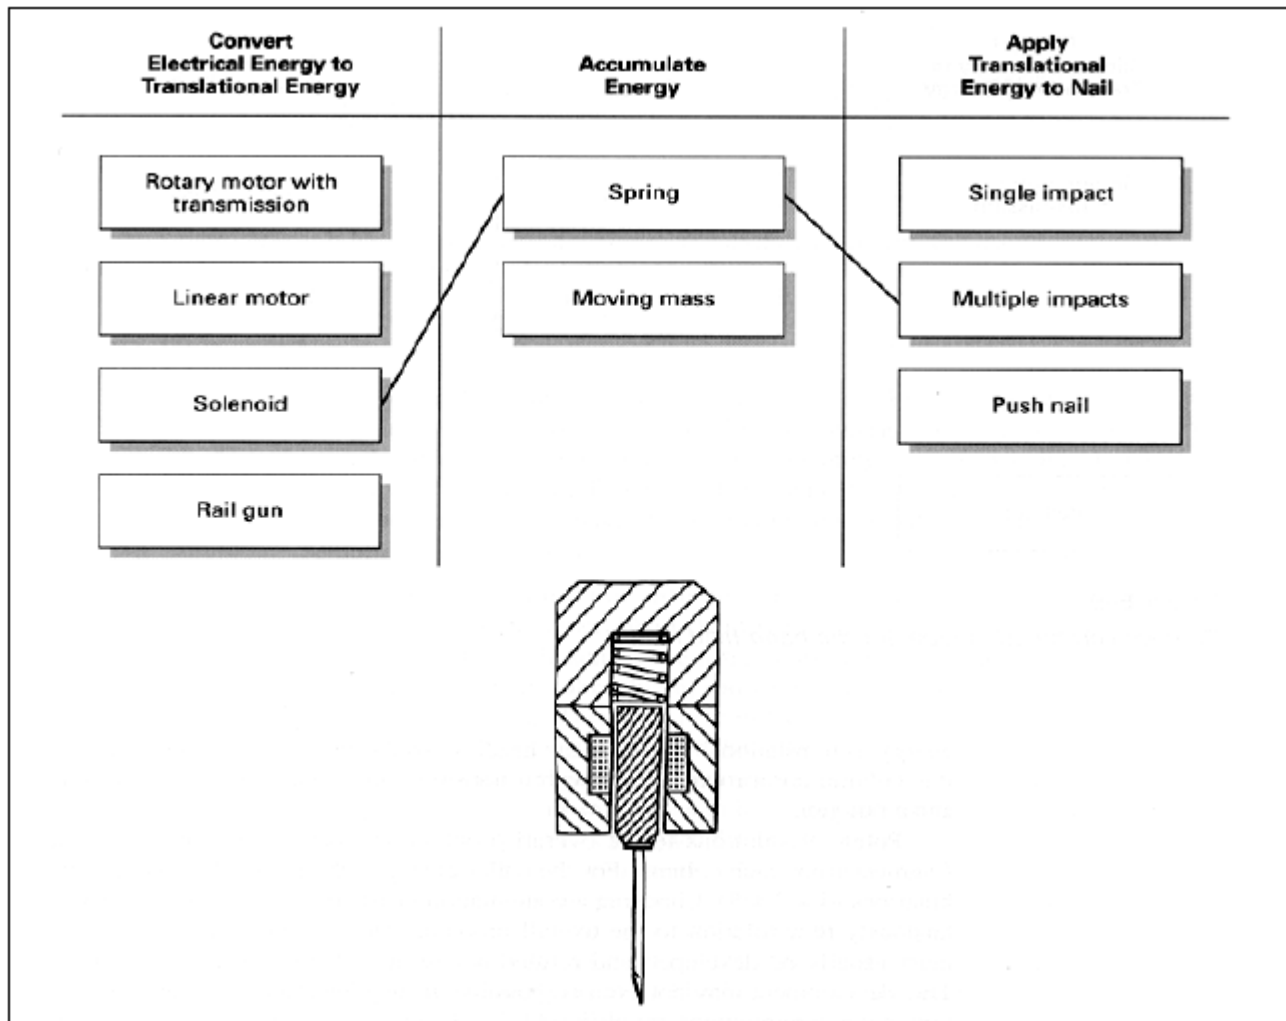 Convert
Electrical Energy to
Translational Energy
Accumulate
Energy
Apply
Translational
Energy to Nail
Rotary motor with
transmission
Spring
Single impact
Linear motor
Moving mass
Multiple impacts
Solenoid
Push nail
Rail gun